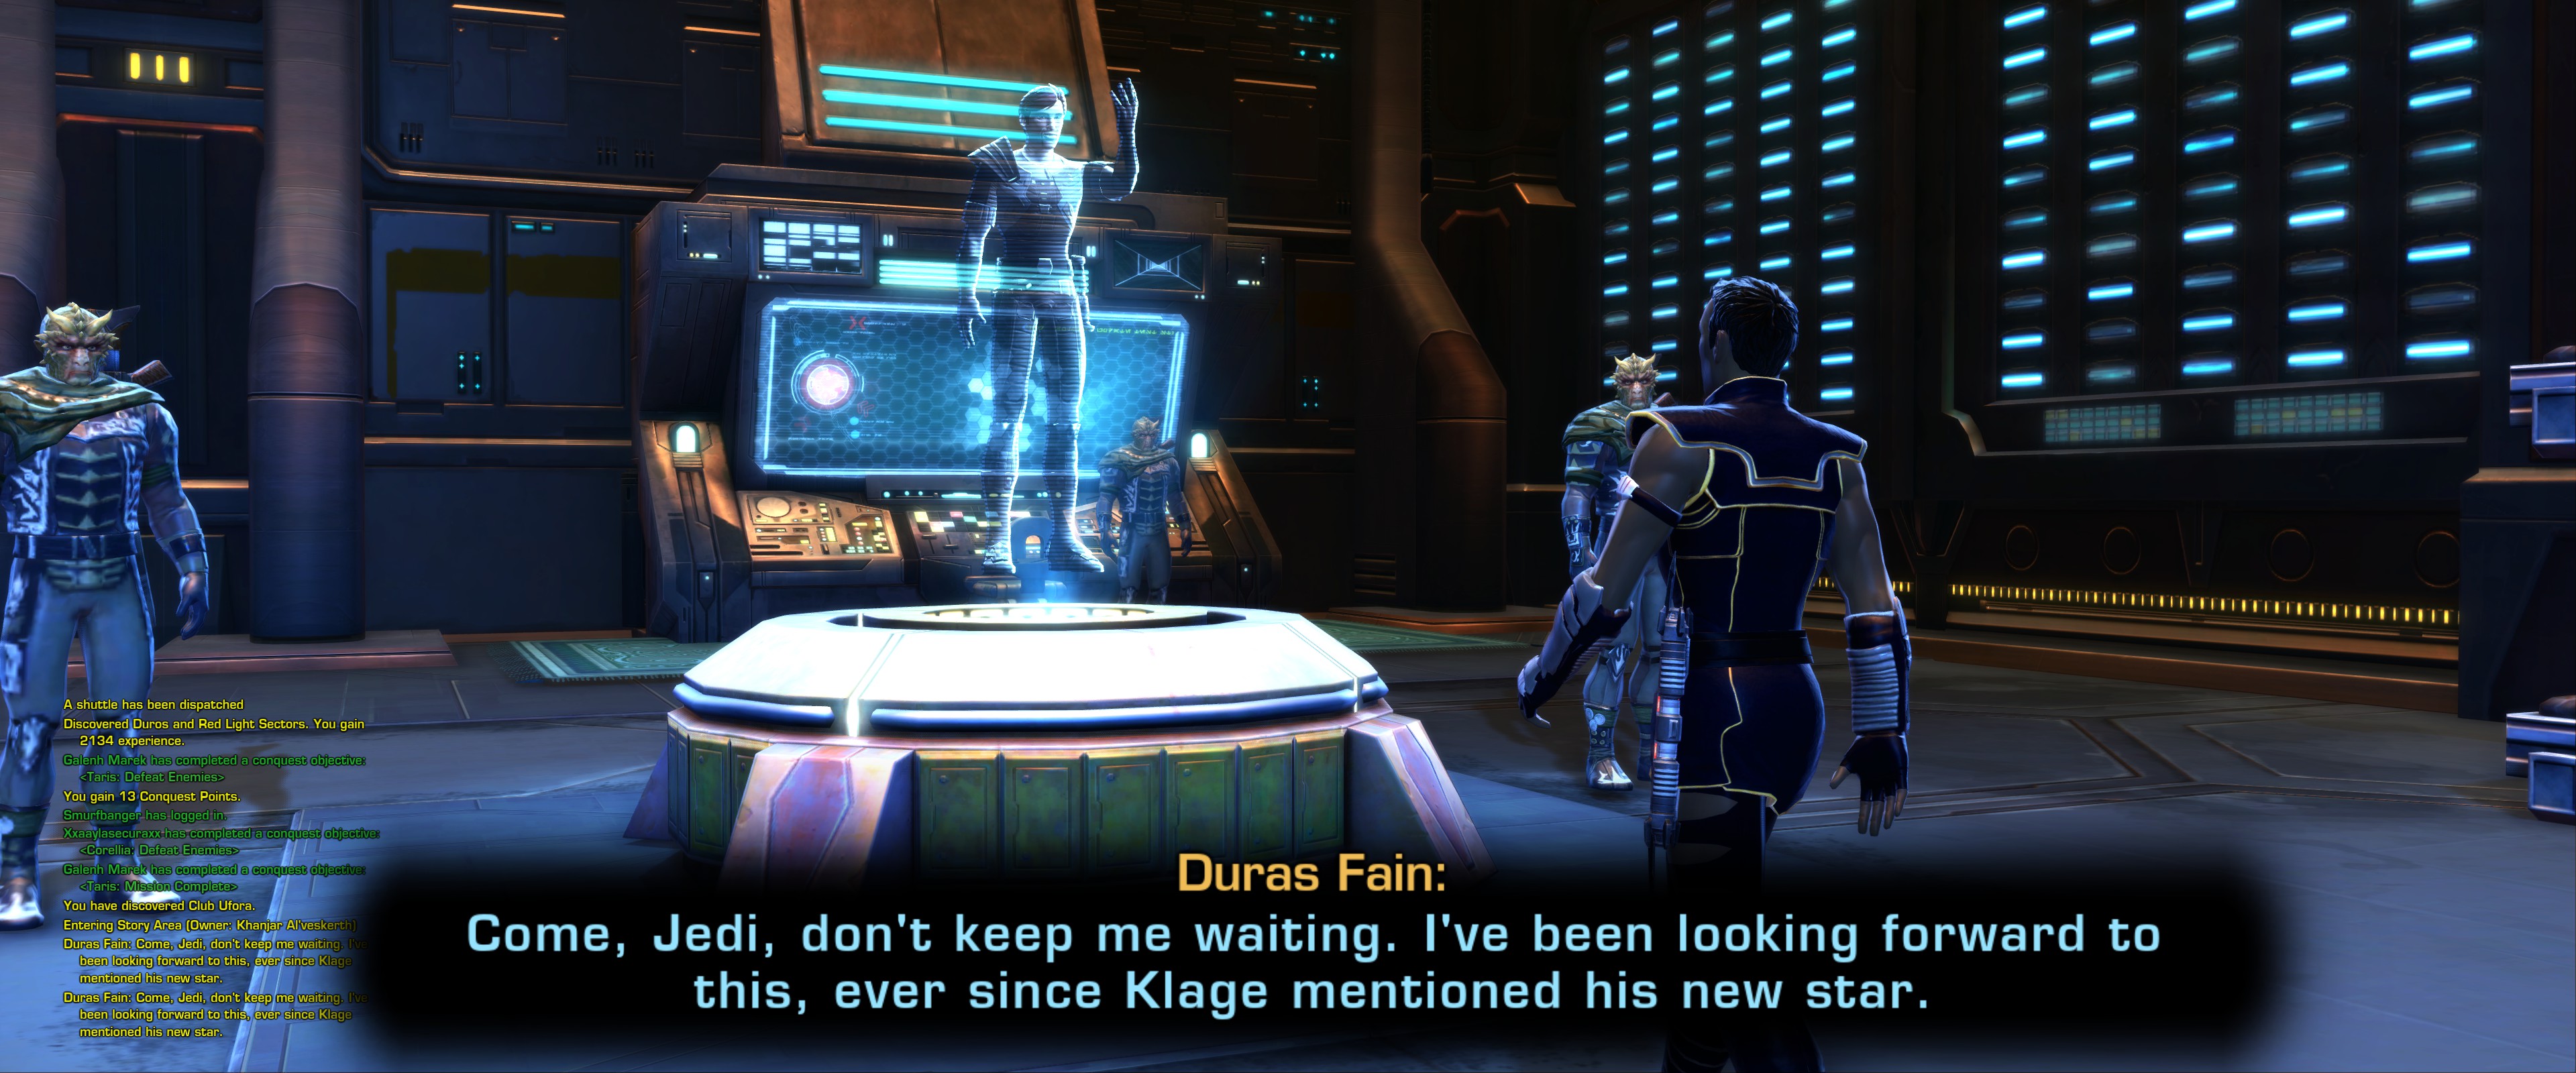 A shuttle has been dispatched
Discovered Duros and Red Light Sectors. You gain
2134 experience.
Galenh Marek has completed a conquest objective:
<Taris: Defeat Enemies>
You gain 13 Conquest Points.
Smurfbanger has logged in.
Xxaaylasecuraxx has completed a conquest objective:
<Corellia: Defeat Enemies>
Galenh Marek has completed a conquest objective:
<Taris: Mission Complete>
You have discovered Club Ufora.
Entering Story Area (Owner: Khanjar Al'veskerth)
Duras Fain: Come, Jedi, don't keep me waiting. I've
been looking forward to this, ever since Klage
mentioned his new star.
Duras Fain: Come, Jedi, don't keep me waiting. I've
been looking forward to this, ever since Klage
mentioned his new star.
Duras Fain:
Come, Jedi, don't keep me waiting. I've been looking forward to
this, ever since Klage mentioned his new star.